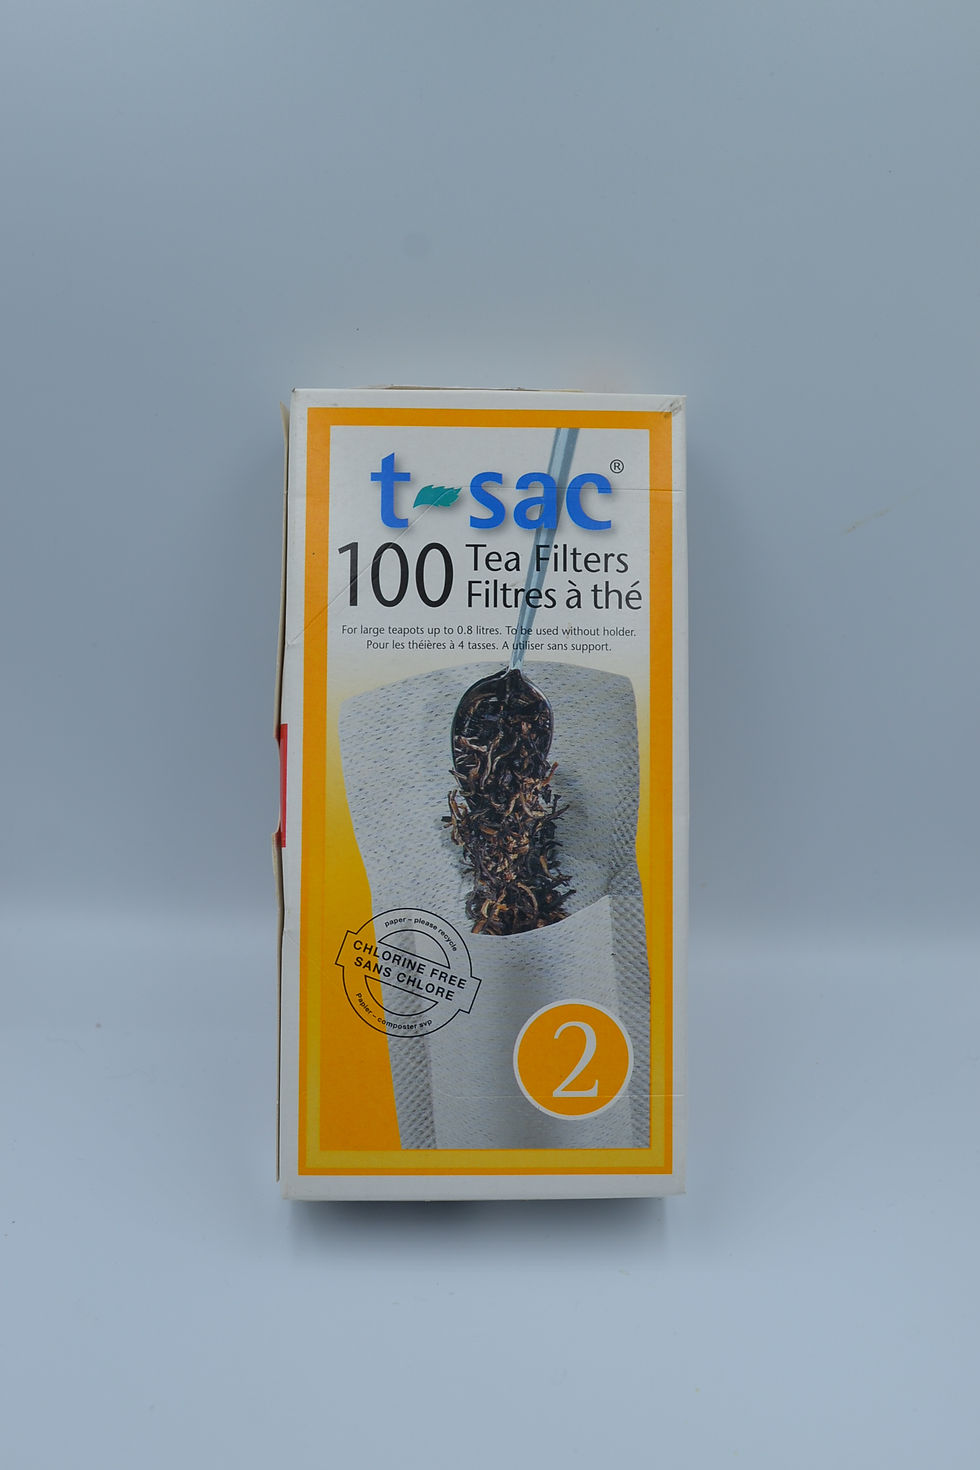 t-sac®
100 Tea Filters
Filtres à thé
For large teapots up to 0.8 litres. To be used without holder.
Pour les théières à 4 tasses. A utiliser sans support.
paper – please recycle
CHLORINE FREE
SANS CHLORE
Papier – composter svp
2